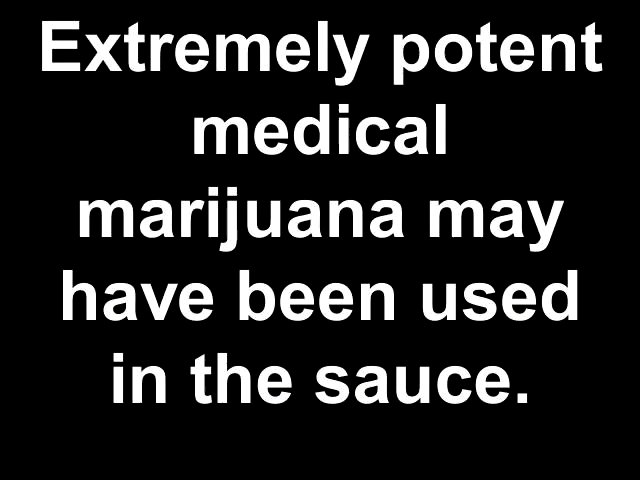 Extremely potent
medical
marijuana may
have been used
in the sauce.